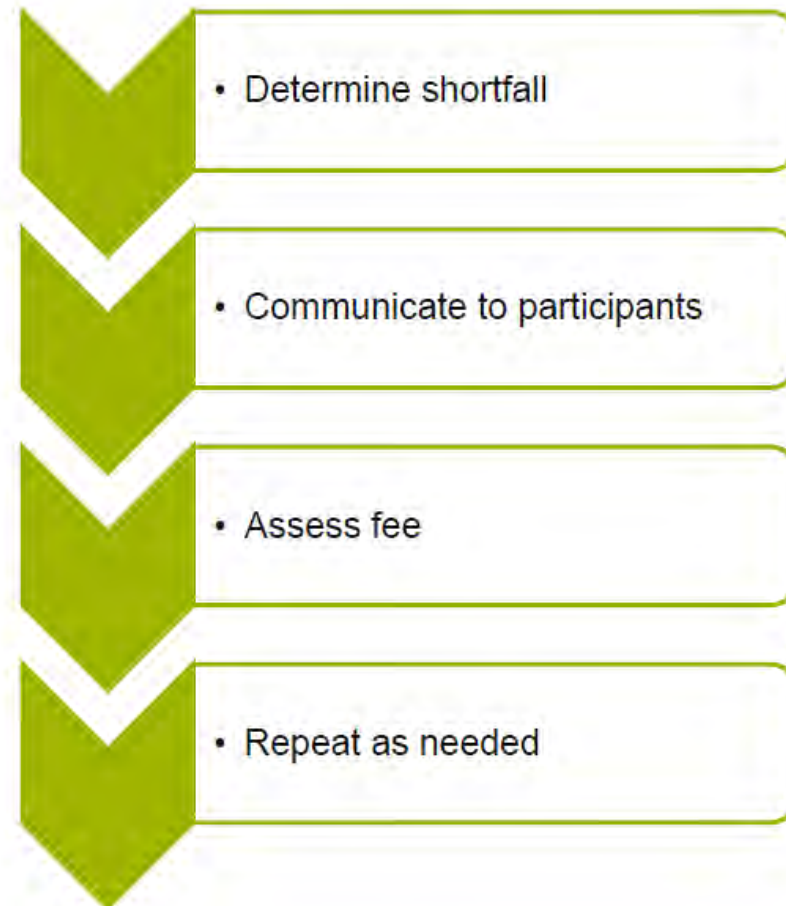 • Determine shortfall
• Communicate to participants
• Assess fee
• Repeat as needed